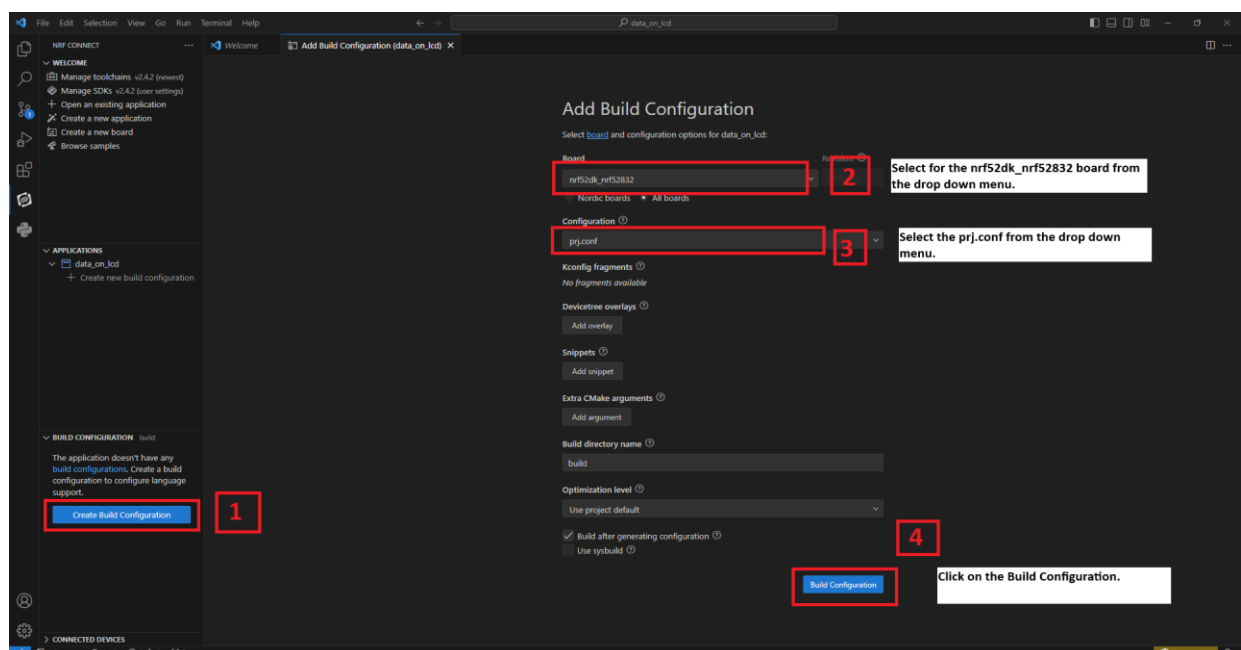 File Edit Selection View Go Run Terminal Help
data_on_lcd
NRF CONNECT
Welcome
Add Build Configuration (data_on_lcd)
WELCOME
Manage toolchains v2.4.2 (newest)
Manage SDKs v2.4.2 (user settings)
Open an existing application
Create a new application
Create a new board
Browse samples
APPLICATIONS
data_on_lcd
Create new build configuration
BUILD CONFIGURATION build
The application doesn't have any
build configurations. Create a build
configuration to configure language
support.
Create Build Configuration
1
CONNECTED DEVICES
Add Build Configuration
Select board and configuration options for data_on_lcd:
Board
nrf52dk_nrf52832
2
Select for the nrf52dk_nrf52832 board from
the drop down menu.
Nordic boards All boards
Configuration
prj.conf
3
Select the prj.conf from the drop down
menu.
Kconfig fragments
No fragments available
Devicetree overlays
Add overlay
Snippets
Add snippet
Extra CMake arguments
Add argument
Build directory name
build
Optimization level
Use project default
Build after generating configuration
Use sysbuild
4
Build Configuration
Click on the Build Configuration.